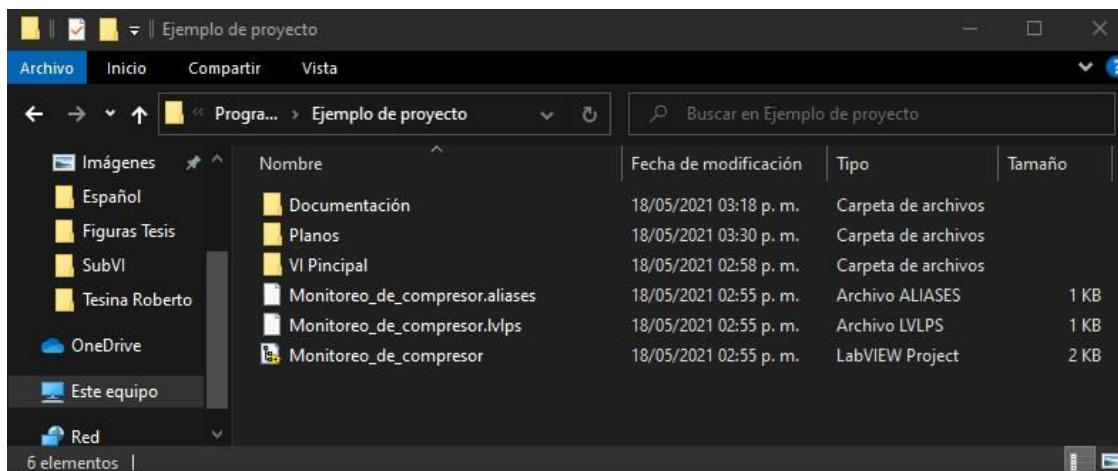 Ejemplo de proyecto
Archivo Inicio Compartir Vista
Progra... Ejemplo de proyecto Buscar en Ejemplo de proyecto
Imágenes Nombre Fecha de modificación Tipo Tamaño
Español Documentación 18/05/2021 03:18 p. m. Carpeta de archivos
Figuras Tesis Planos 18/05/2021 03:30 p. m. Carpeta de archivos
SubVI VI Pincipal 18/05/2021 02:58 p. m. Carpeta de archivos
Tesina Roberto Monitoreo_de_compresor.aliases 18/05/2021 02:55 p. m. Archivo ALIASES 1 KB
Monitoreo_de_compresor.lvlps 18/05/2021 02:55 p. m. Archivo LVLPS 1 KB
OneDrive Monitoreo_de_compresor 18/05/2021 02:55 p. m. LabVIEW Project 2 KB
Este equipo
Red
6 elementos